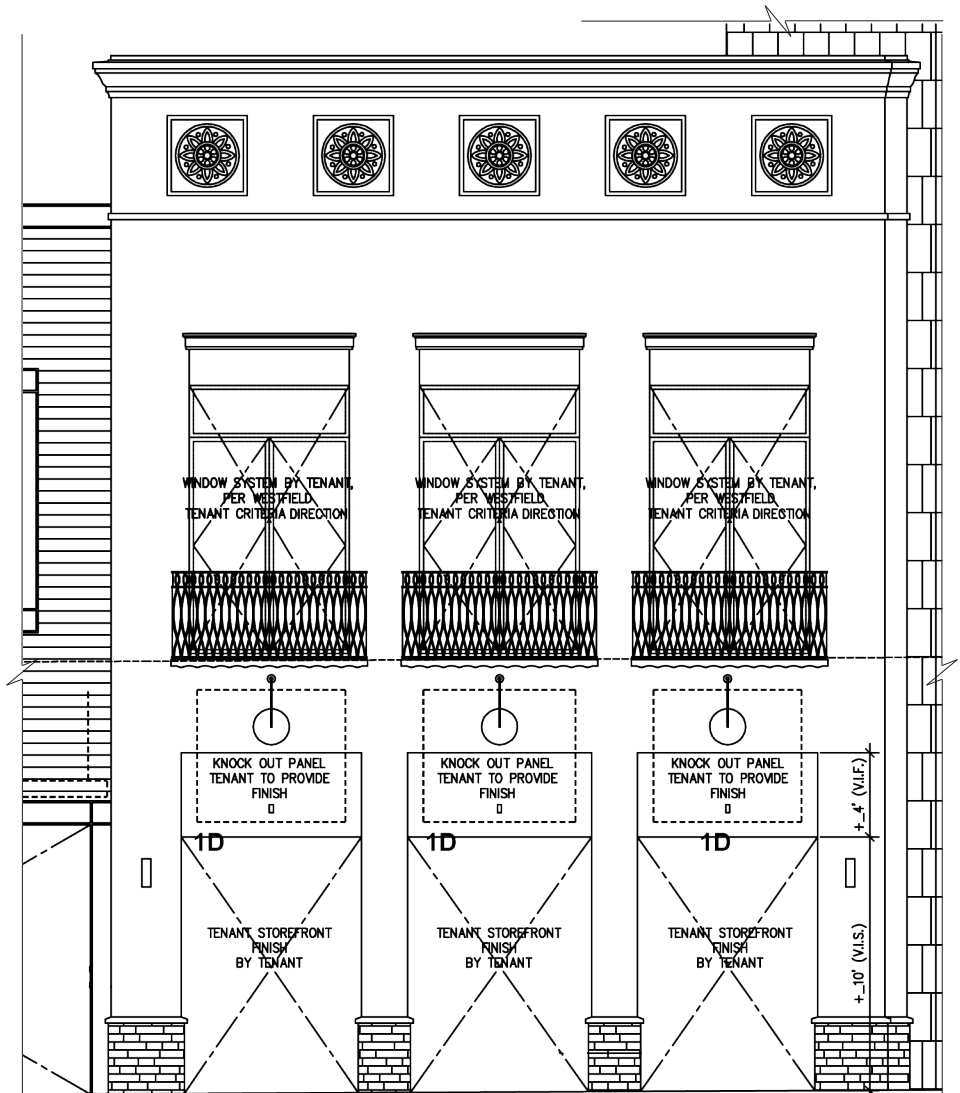 WINDOW SYSTEM BY TENANT,
PER WESTFIELD
TENANT CRITERIA DIRECTION
WINDOW SYSTEM BY TENANT,
PER WESTFIELD
TENANT CRITERIA DIRECTION
WINDOW SYSTEM BY TENANT,
PER WESTFIELD
TENANT CRITERIA DIRECTION
KNOCK OUT PANEL
TENANT TO PROVIDE
FINISH
KNOCK OUT PANEL
TENANT TO PROVIDE
FINISH
KNOCK OUT PANEL
TENANT TO PROVIDE
FINISH
+_4' (V.I.F.)
1D
1D
1D
TENANT STOREFRONT
FINISH
BY TENANT
TENANT STOREFRONT
FINISH
BY TENANT
TENANT STOREFRONT
FINISH
BY TENANT
+_10' (V.I.S.)